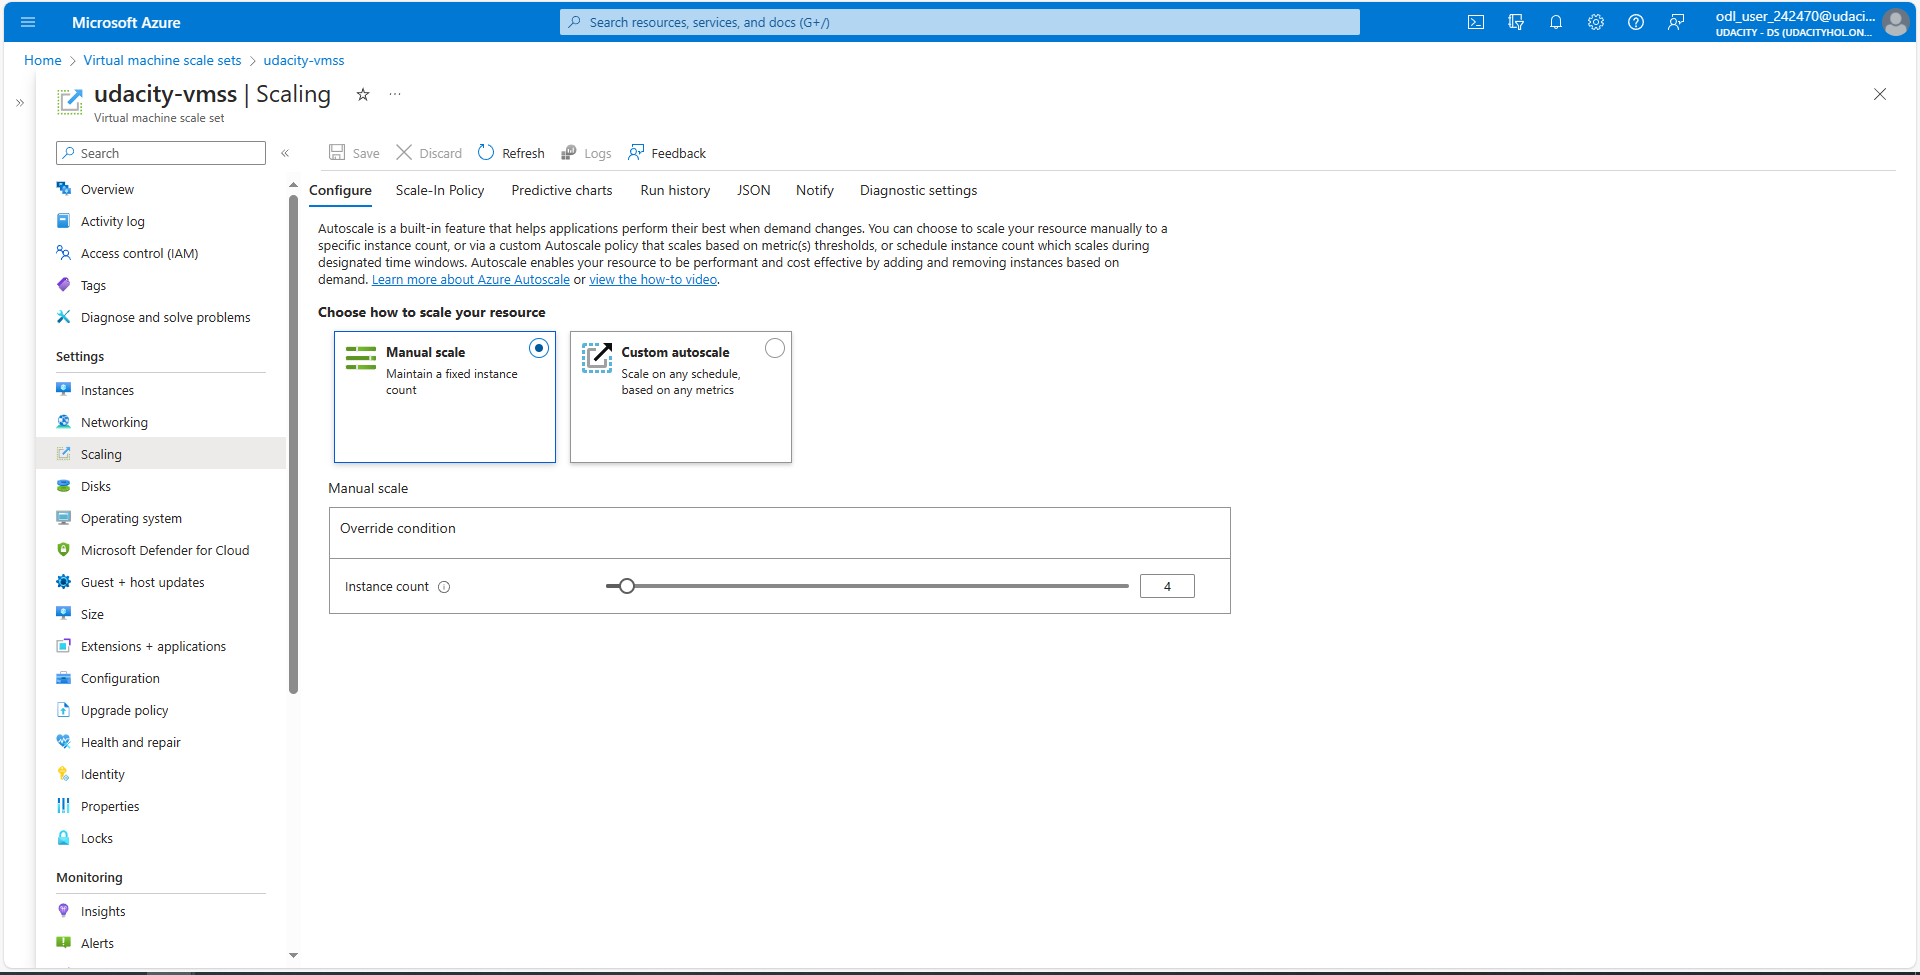 Microsoft Azure
Search resources, services, and docs (G+/)
odl_user_242470@udaci...
UDACITY - DS (UDACITYHOL.ON...
Home > Virtual machine scale sets > udacity-vmss
udacity-vmss | Scaling
Virtual machine scale set
Search
Save
Discard
Refresh
Logs
Feedback
Overview
Activity log
Access control (IAM)
Tags
Diagnose and solve problems
Settings
Instances
Networking
Scaling
Disks
Operating system
Microsoft Defender for Cloud
Guest + host updates
Size
Extensions + applications
Configuration
Upgrade policy
Health and repair
Identity
Properties
Locks
Monitoring
Insights
Alerts
Configure
Scale-In Policy
Predictive charts
Run history
JSON
Notify
Diagnostic settings
Autoscale is a built-in feature that helps applications perform their best when demand changes. You can choose to scale your resource manually to a
specific instance count, or via a custom Autoscale policy that scales based on metric(s) thresholds, or schedule instance count which scales during
designated time windows. Autoscale enables your resource to be performant and cost effective by adding and removing instances based on
demand. Learn more about Azure Autoscale or view the how-to video.
Choose how to scale your resource
Manual scale
Maintain a fixed instance
count
Custom autoscale
Scale on any schedule,
based on any metrics
Manual scale
Override condition
Instance count
4